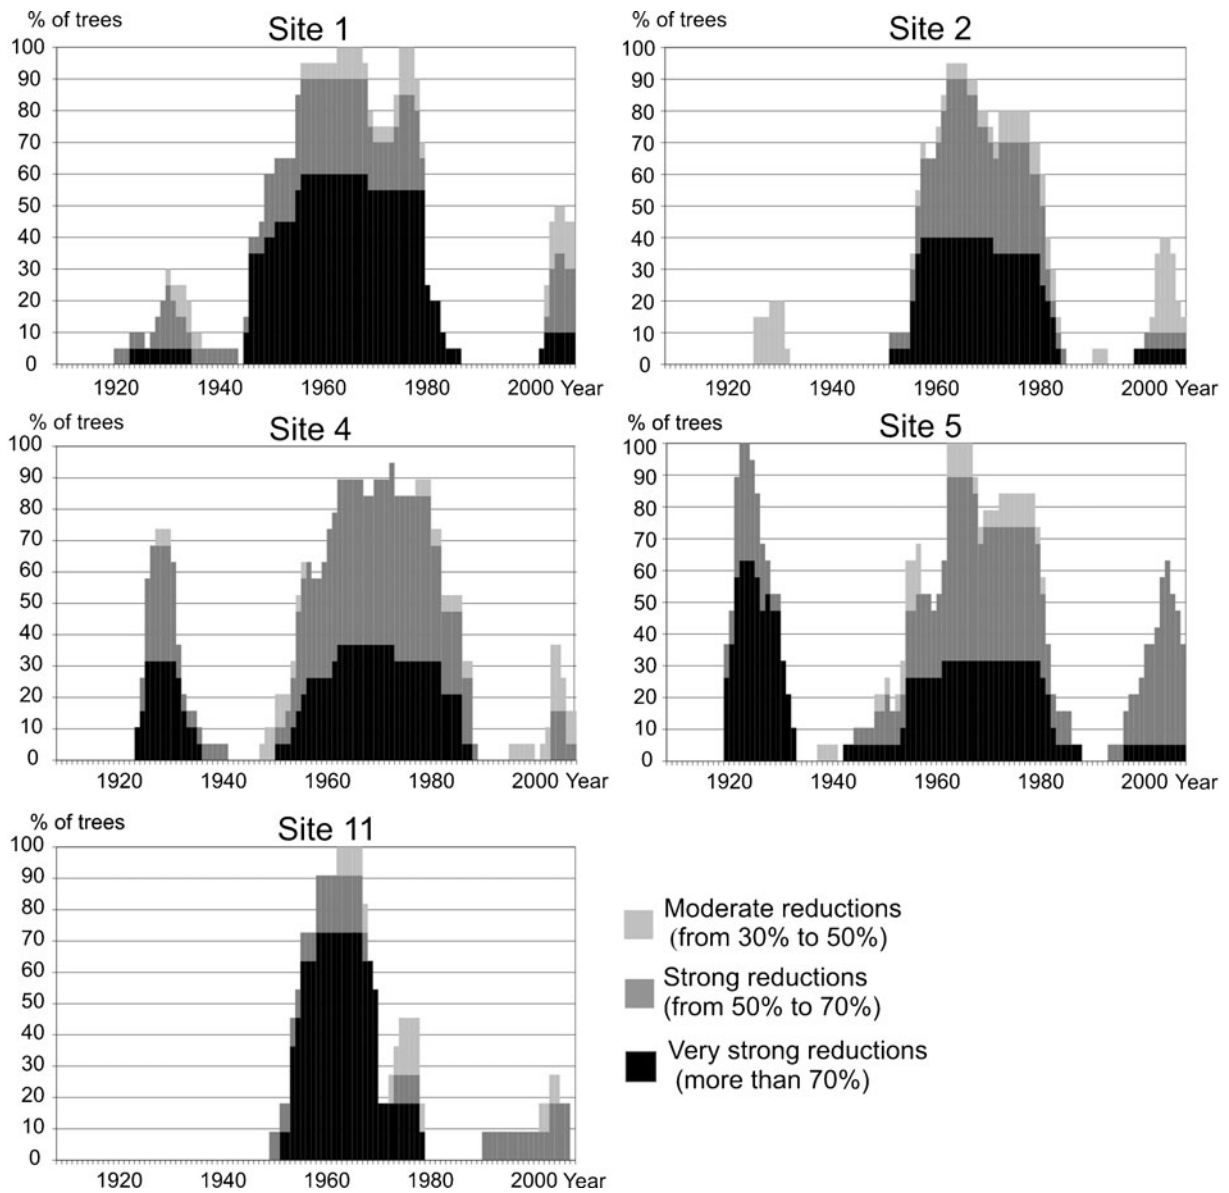 % of trees
Site 1
100
90
80
70
60
50
40
30
20
10
0
1920 1940 1960 1980 2000 Year
% of trees
Site 2
100
90
80
70
60
50
40
30
20
10
0
1920 1940 1960 1980 2000 Year
% of trees
Site 4
100
90
80
70
60
50
40
30
20
10
0
1920 1940 1960 1980 2000 Year
% of trees
Site 5
100
90
80
70
60
50
40
30
20
10
0
1920 1940 1960 1980 2000 Year
% of trees
Site 11
100
90
80
70
60
50
40
30
20
10
0
1920 1940 1960 1980 2000 Year
Moderate reductions
(from 30% to 50%)
Strong reductions
(from 50% to 70%)
Very strong reductions
(more than 70%)